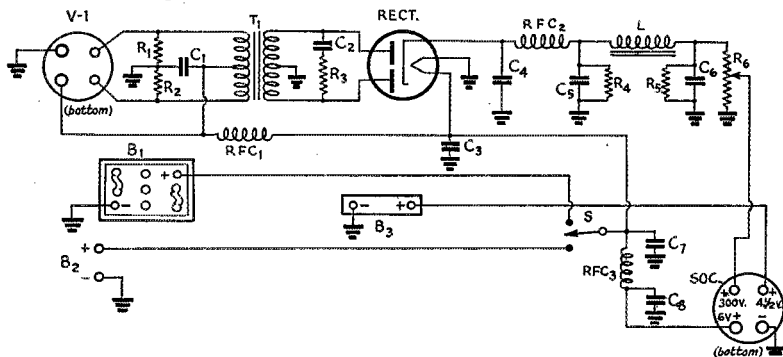 V-1
T1
RECT.
RFC2
L
R1
C1
C2
R6
R2
R3
C4
C5
R4
R5
C6
(bottom)
RFC1
C3
B1
+
-
- +
B3
S
C7
+
B2
-
RFC3
C8
SOC.
+ +
300V. 4½V.
6V+ -
(bottom)